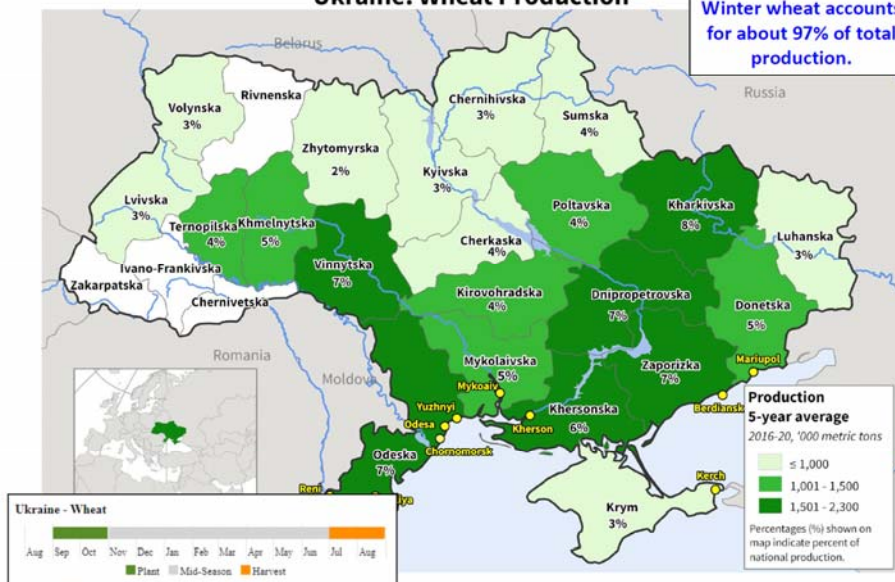 Ukraine: Wheat Production
Winter wheat accounts
for about 97% of total
production.
Belarus
Russia
Rivnenska
Volynska
3%
Chernihivska
3%
Sumska
4%
Zhytomyrska
2%
Kyivska
3%
Lvivska
3%
Ternopilska
4%
Khmelnytska
5%
Poltavska
4%
Kharkivska
8%
Luhanska
3%
Cherkaska
4%
Vinnytska
7%
Ivano-Frankivska
Zakarpatska
Chernivetska
Kirovohradska
4%
Dnipropetrovska
7%
Donetska
5%
Romania
Moldova
Mykolaivska
5%
Zaporizka
7%
Mariupol
Mykoaiv
Berdiansk
Yuzhnyi
Odesa
Chornomorsk
Kherson
Khersonska
6%
Odeska
7%
Reni
Kerch
Krym
3%
Production
5-year average
2016-20, '000 metric tons
≤ 1,000
1,001 - 1,500
1,501 - 2,300
Percentages (%) shown on
map indicate percent of
national production.
Ukraine - Wheat
Aug Sep Oct Nov Dec Jan Feb Mar Apr May Jun Jul Aug
Plant Mid-Season Harvest